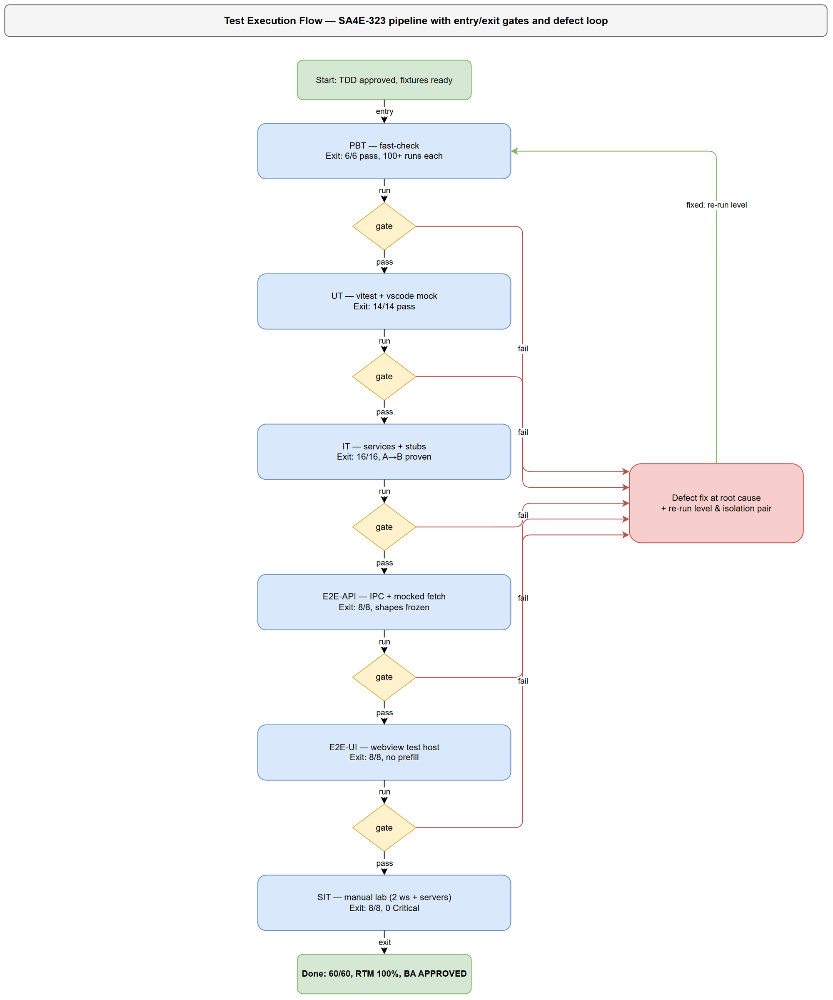 Test Execution Flow — SA4E-323 pipeline with entry/exit gates and defect loop
Start: TDD approved, fixtures ready
entry
PBT — fast-check
Exit: 6/6 pass, 100+ runs each
run
fixed: re-run level
gate
pass
UT — vitest + vscode mock
Exit: 14/14 pass
run
fail
gate
pass
fail
IT — services + stubs
Exit: 16/16, A→B proven
run
Defect fix at root cause
+ re-run level & isolation pair
fail
gate
pass
E2E-API — IPC + mocked fetch
Exit: 8/8, shapes frozen
fail
run
gate
fail
pass
E2E-UI — webview test host
Exit: 8/8, no prefill
run
gate
pass
SIT — manual lab (2 ws + servers)
Exit: 8/8, 0 Critical
exit
Done: 60/60, RTM 100%, BA APPROVED